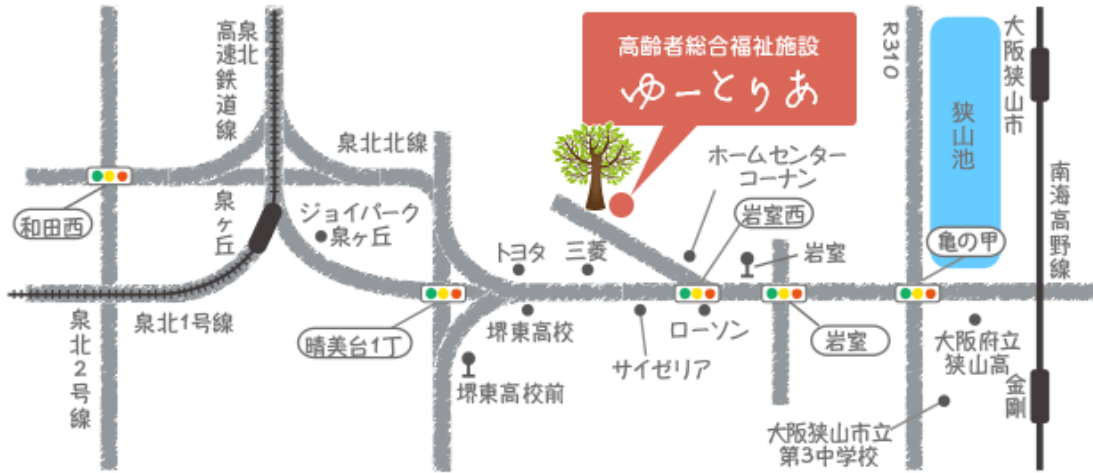 泉北
高速鉄道線
泉北北線
和田西
泉ヶ丘
ジョイパーク
泉ヶ丘
泉北1号線
泉北2号線
晴美台1丁
堺東高校前
トヨタ
堺東高校
三菱
サイゼリア
高齢者総合福祉施設
ゆーとりあ
ホームセンター
コーナン
岩室西
ローソン
岩室
岩室
R310
狭山池
亀の甲
大阪狭山市
南海高野線
大阪府立
狭山高
金剛
大阪狭山市立
第3中学校